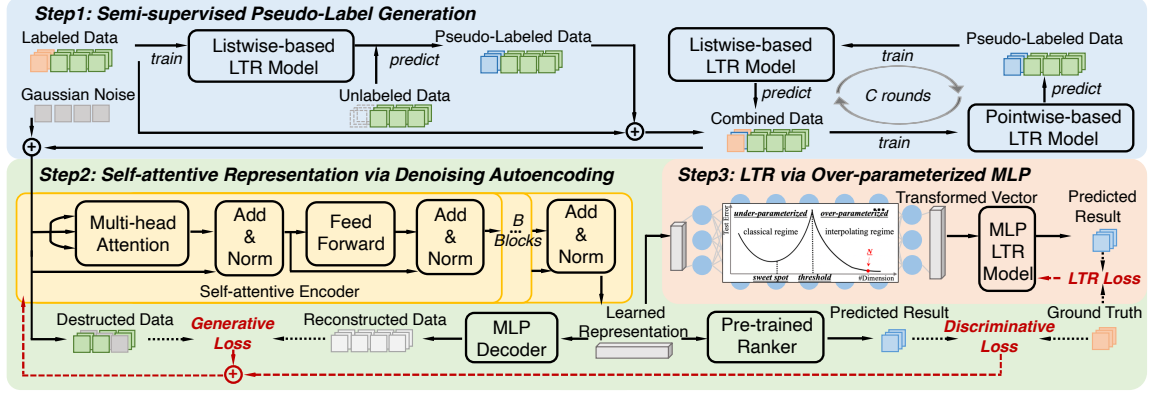 Step1: Semi-supervised Pseudo-Label Generation
Labeled Data
train
Listwise-based
LTR Model
predict
Pseudo-Labeled Data
Unlabeled Data
Gaussian Noise
Listwise-based
LTR Model
predict
Combined Data
train
C rounds
train
Pseudo-Labeled Data
predict
Pointwise-based
LTR Model
Step2: Self-attentive Representation via Denoising Autoencoding
Multi-head
Attention
Add
&
Norm
Feed
Forward
Add
&
Norm
B
...
Blocks
Add
&
Norm
Self-attentive Encoder
Destructed Data
Generative
Loss
Reconstructed Data
MLP
Decoder
Learned
Representation
Pre-trained
Ranker
Predicted Result
Discriminative
Loss
Ground Truth
Step3: LTR via Over-parameterized MLP
Test Error
under-parameterized
over-parameterized
classical regime
interpolating regime
sweet spot
threshold
N
#Dimension
Transformed Vector
MLP
LTR
Model
Predicted
Result
LTR Loss